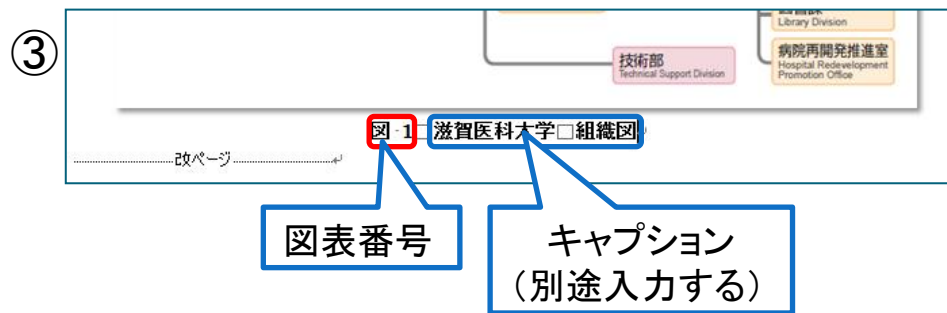 ③
Library Division
技術部
Technical Support Division
病院再開発推進室
Hospital Redevelopment
Promotion Office
図 1□滋賀医科大学□組織図
改ページ
図表番号
キャプション
（別途入力する）